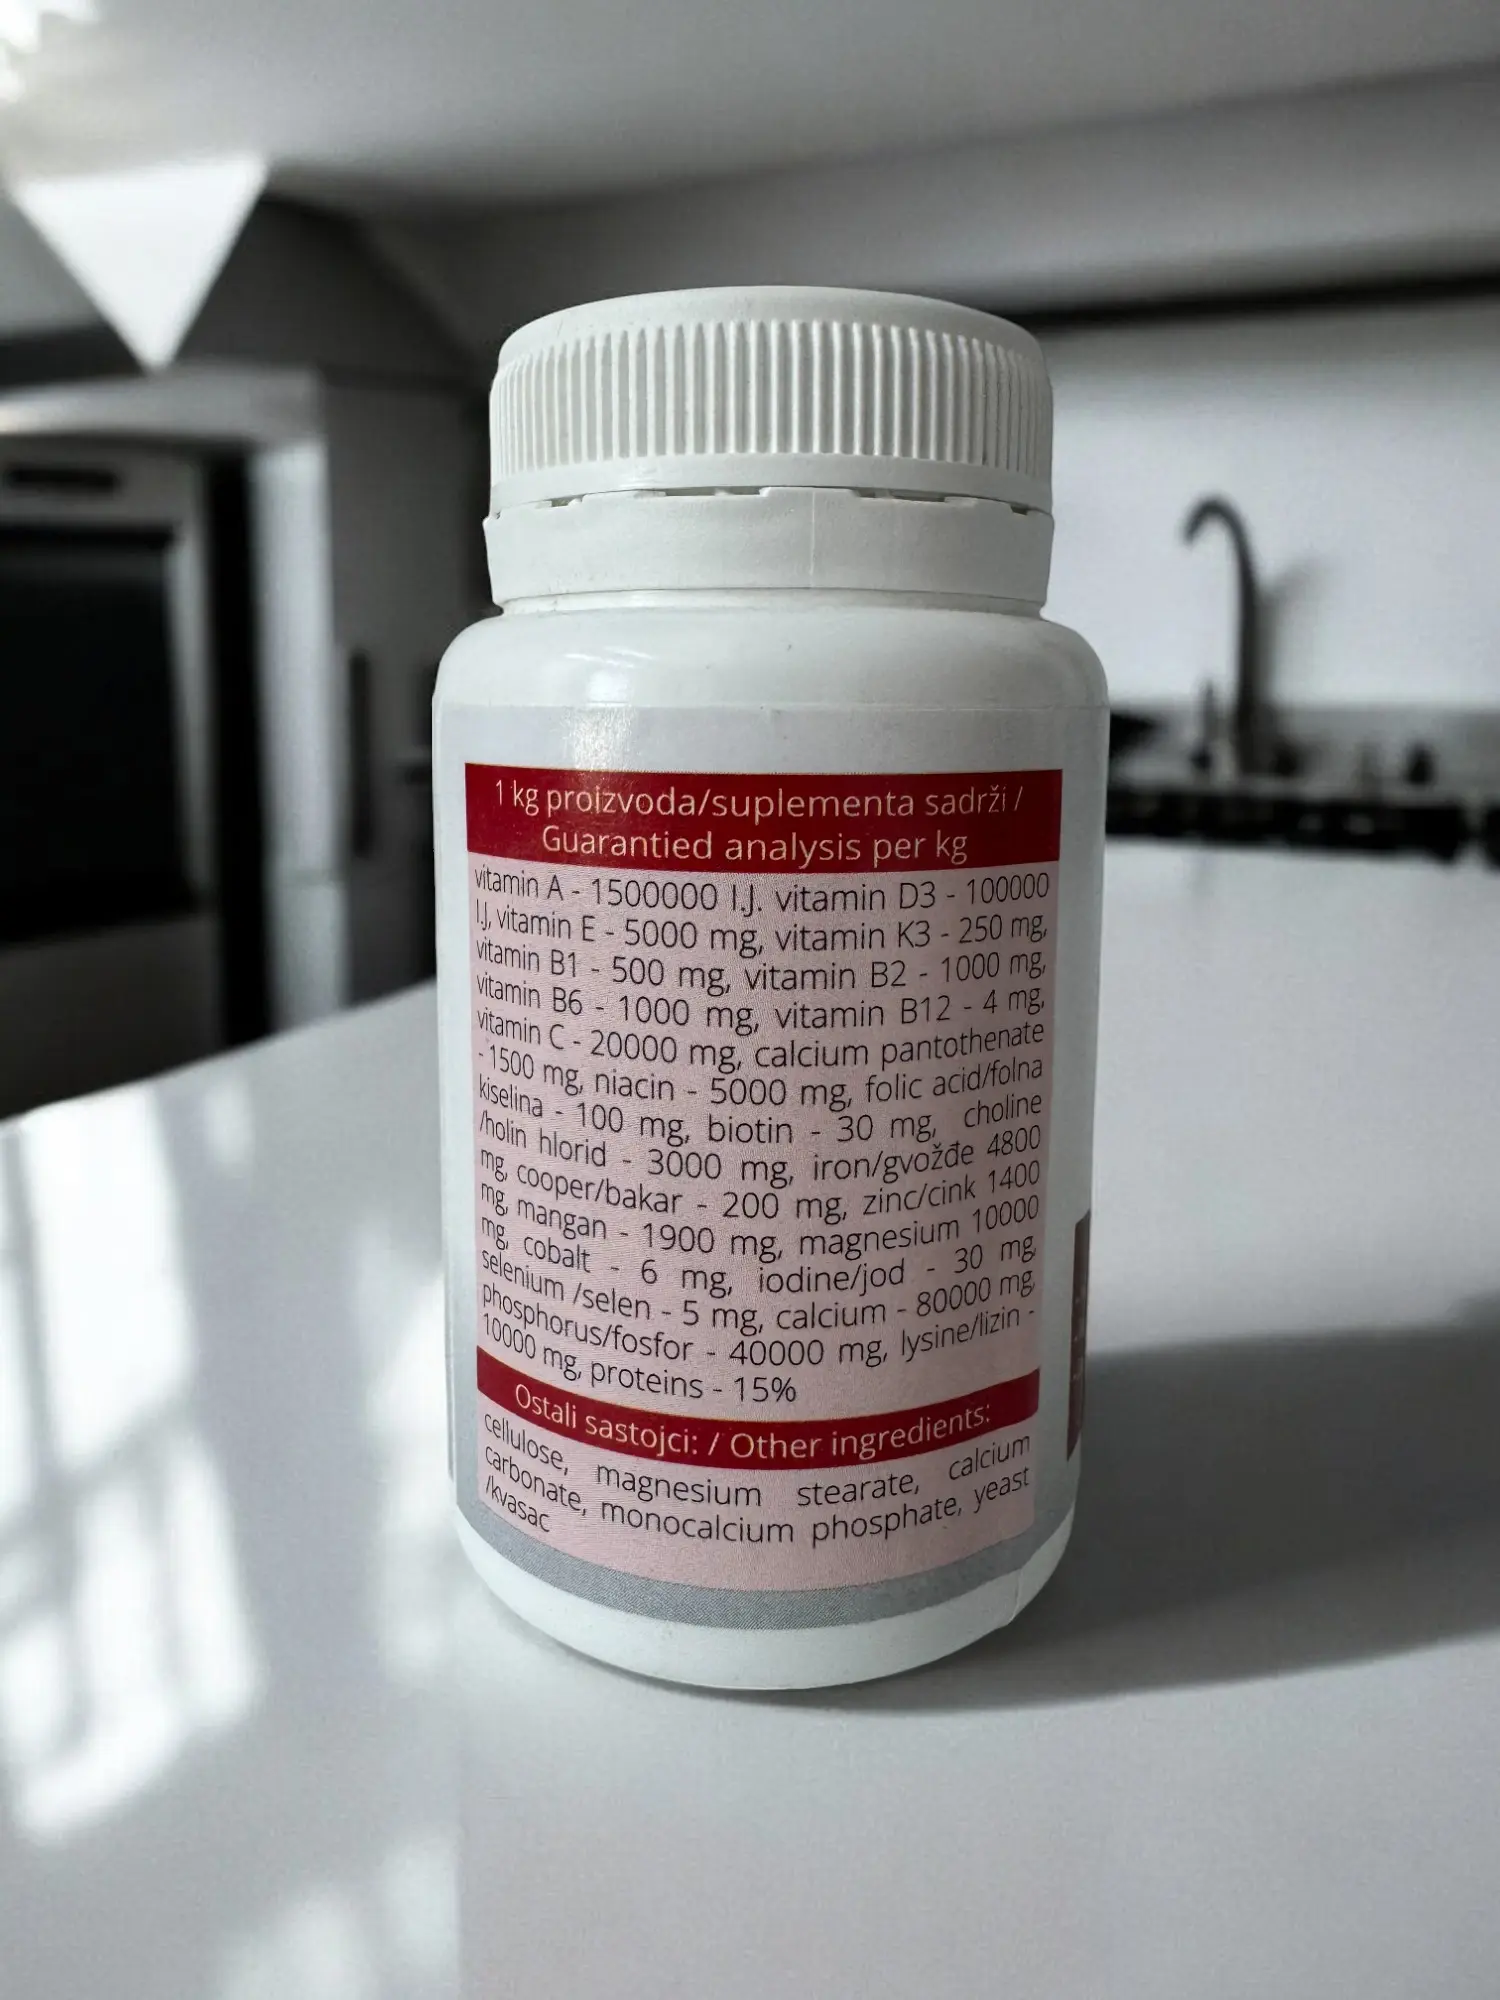 1 kg proizvoda/suplementa sadrži /
Guarantied analysis per kg
vitamin A - 1500000 I.J. vitamin D3 - 100000
I.J, vitamin E - 5000 mg, vitamin K3 - 250 mg,
vitamin B1 - 500 mg, vitamin B2 - 1000 mg,
vitamin B6 - 1000 mg, vitamin B12 - 4 mg,
vitamin C - 20000 mg, calcium pantothenate
- 1500 mg, niacin - 5000 mg, folic acid/folna
kiselina - 100 mg, biotin - 30 mg, choline
/holin hlorid - 3000 mg, iron/gvožđe 4800
mg, cooper/bakar - 200 mg, zinc/cink 1400
mg, mangan - 1900 mg, magnesium 10000
mg, cobalt - 6 mg, iodine/jod - 30 mg,
selenium /selen - 5 mg, calcium - 80000 mg,
phosphorus/fosfor - 40000 mg, lysine/lizin -
10000 mg, proteins - 15%
Ostali sastojci: / Other ingredients:
cellulose, magnesium stearate, calcium
carbonate, monocalcium phosphate, yeast
/kvasac